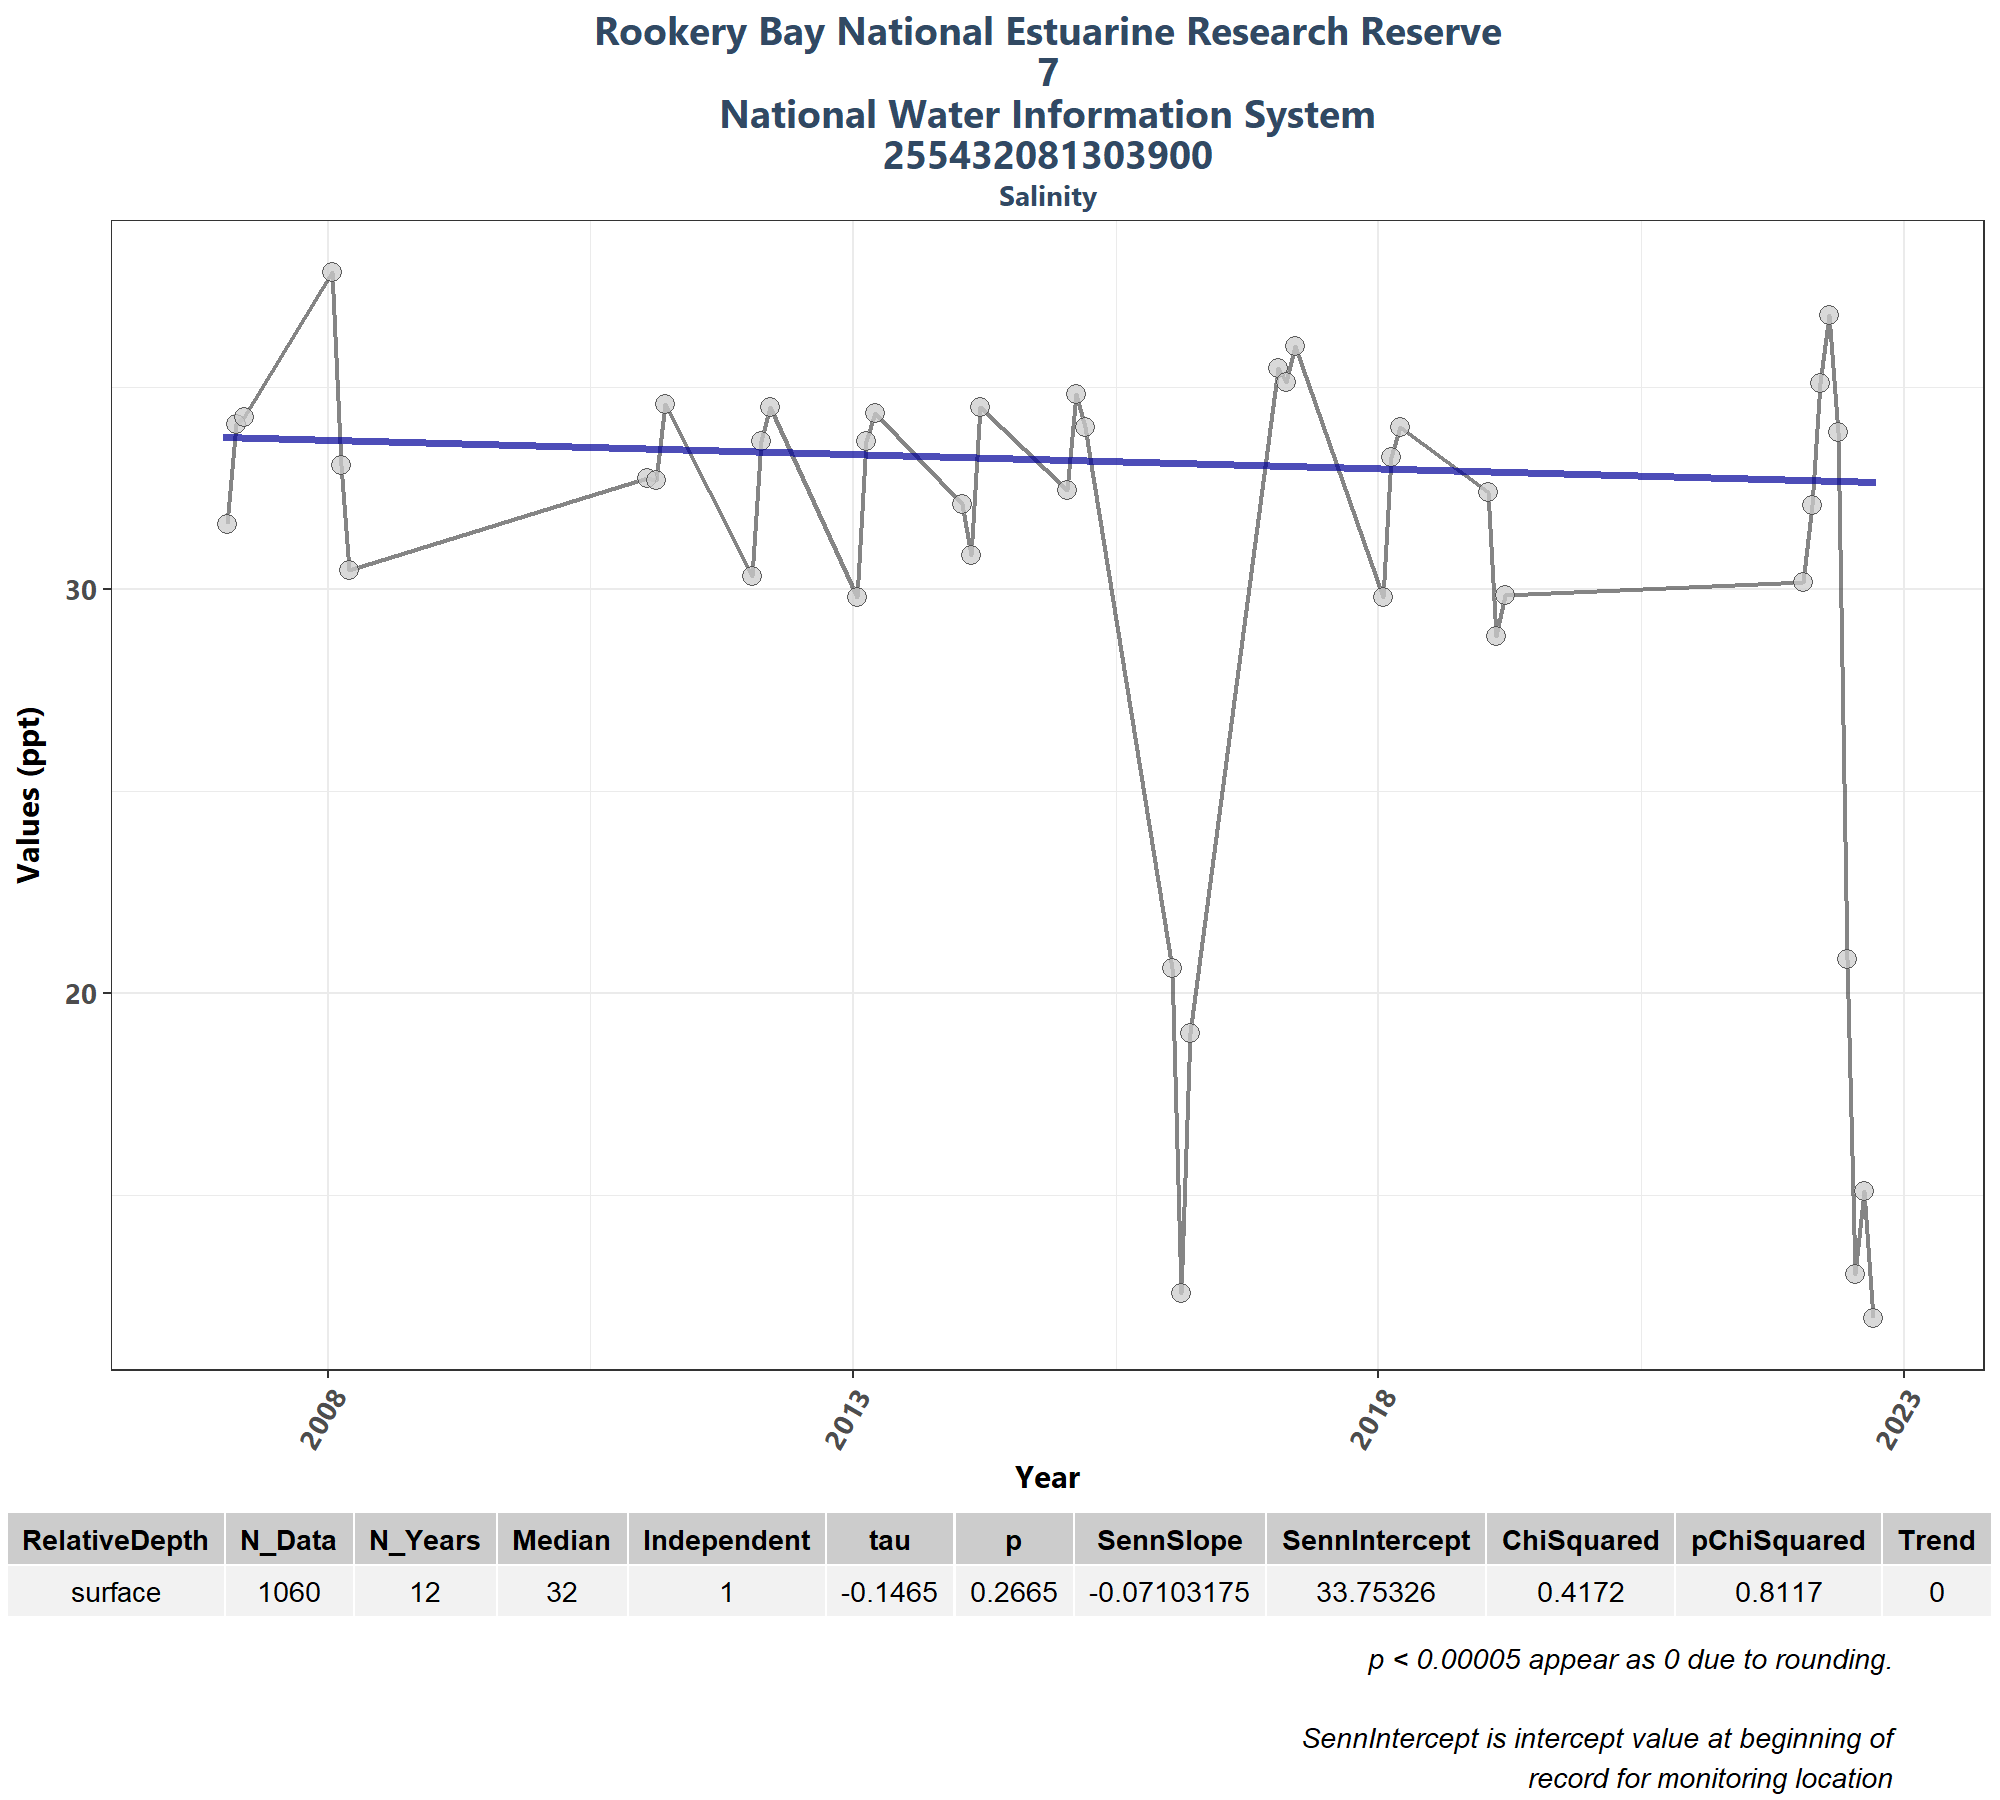 Rookery Bay National Estuarine Research Reserve
7
National Water Information System
255432081303900
Salinity
Values (ppt)
30
20
2008
2013
2018
2023
Year
RelativeDepth N_Data N_Years Median Independent tau p SennSlope SennIntercept ChiSquared pChiSquared Trend
surface 1060 12 32 1 -0.1465 0.2665 -0.07103175 33.75326 0.4172 0.8117 0
p < 0.00005 appear as 0 due to rounding.
SennIntercept is intercept value at beginning of
record for monitoring location